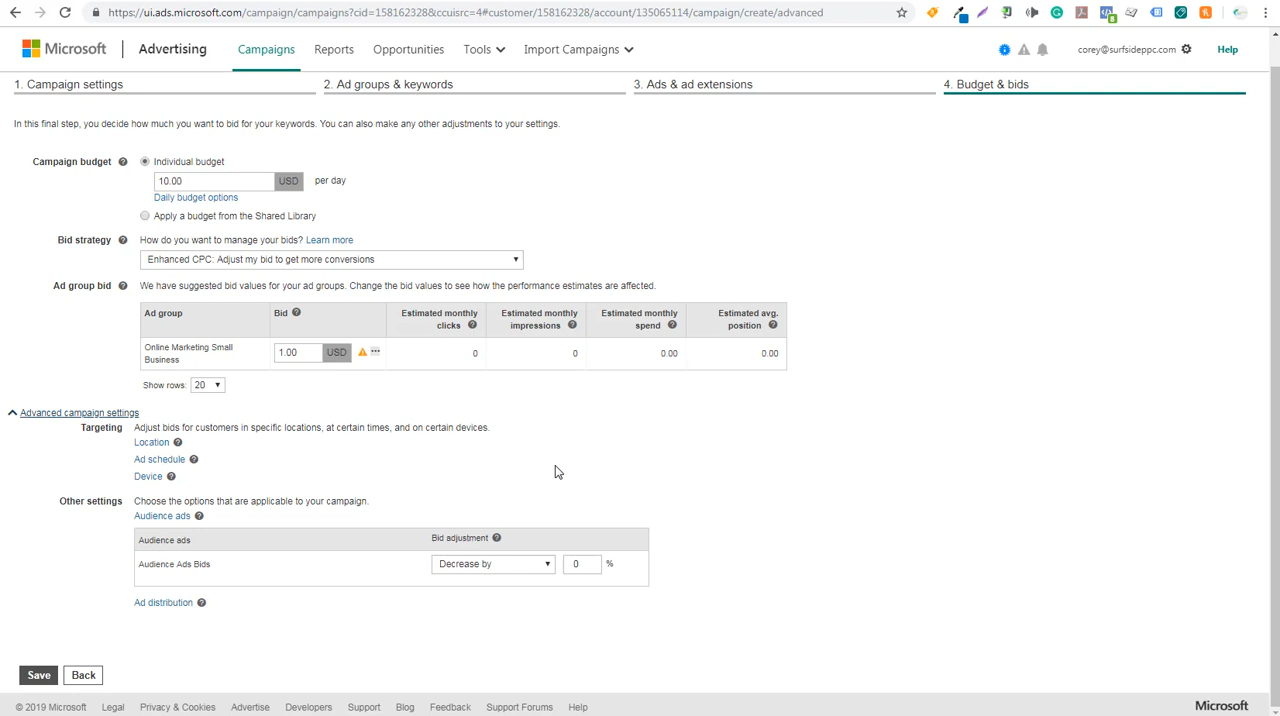 https://ui.ads.microsoft.com/campaign/campaigns?cid=158162328&ccuisrc=4#customer/158162328/account/135065114/campaign/create/advanced
Microsoft | Advertising Campaigns Reports Opportunities Tools Import Campaigns corey@surfsideppc.com Help
1. Campaign settings 2. Ad groups & keywords 3. Ads & ad extensions 4. Budget & bids
In this final step, you decide how much you want to bid for your keywords. You can also make any other adjustments to your settings.
Campaign budget Individual budget
10.00 USD per day
Daily budget options
Apply a budget from the Shared Library
Bid strategy How do you want to manage your bids? Learn more
Enhanced CPC: Adjust my bid to get more conversions
Ad group bid We have suggested bid values for your ad groups. Change the bid values to see how the performance estimates are affected.
Ad group Bid Estimated monthly clicks Estimated monthly impressions Estimated monthly spend Estimated avg. position
Online Marketing Small Business 1.00 USD 0 0 0.00 0.00
Show rows: 20
Advanced campaign settings
Targeting Adjust bids for customers in specific locations, at certain times, and on certain devices.
Location
Ad schedule
Device
Other settings Choose the options that are applicable to your campaign.
Audience ads
Audience ads Bid adjustment
Audience Ads Bids Decrease by 0 %
Ad distribution
Save Back
© 2019 Microsoft Legal Privacy & Cookies Advertise Developers Support Blog Feedback Support Forums Help Microsoft